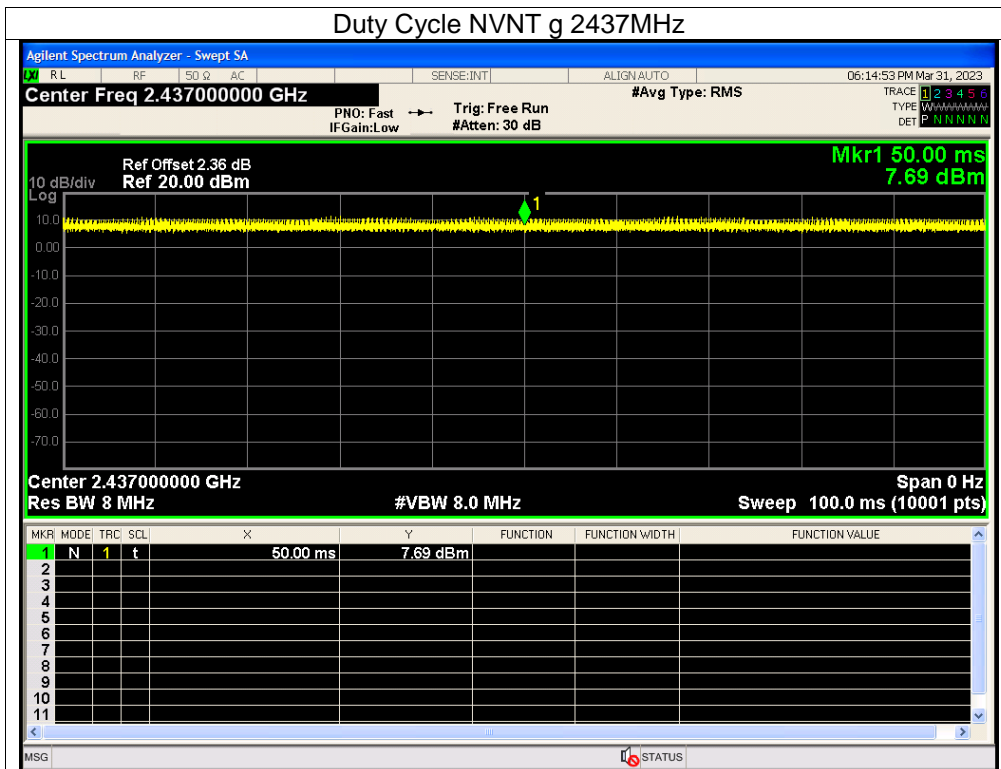 Duty Cycle NVNT g 2437MHz
Agilent Spectrum Analyzer - Swept SA
LXI RL RF 50 Ω AC SENSE:INT ALIGN AUTO 06:14:53 PM Mar 31, 2023
Center Freq 2.437000000 GHz #Avg Type: RMS TRACE 1 2 3 4 5 6
PNO: Fast Trig: Free Run TYPE WWWWWW
IFGain:Low #Atten: 30 dB DET P N N N N N
Mkr1 50.00 ms
Ref Offset 2.36 dB
10 dB/div Ref 20.00 dBm 7.69 dBm
Log
1
10.0
0.00
-10.0
-20.0
-30.0
-40.0
-50.0
-60.0
-70.0
Center 2.437000000 GHz Span 0 Hz
Res BW 8 MHz #VBW 8.0 MHz Sweep 100.0 ms (10001 pts)
MKR MODE TRC SCL X Y FUNCTION FUNCTION WIDTH FUNCTION VALUE
1 N 1 t 50.00 ms 7.69 dBm
2
3
4
5
6
7
8
9
10
11
MSG STATUS